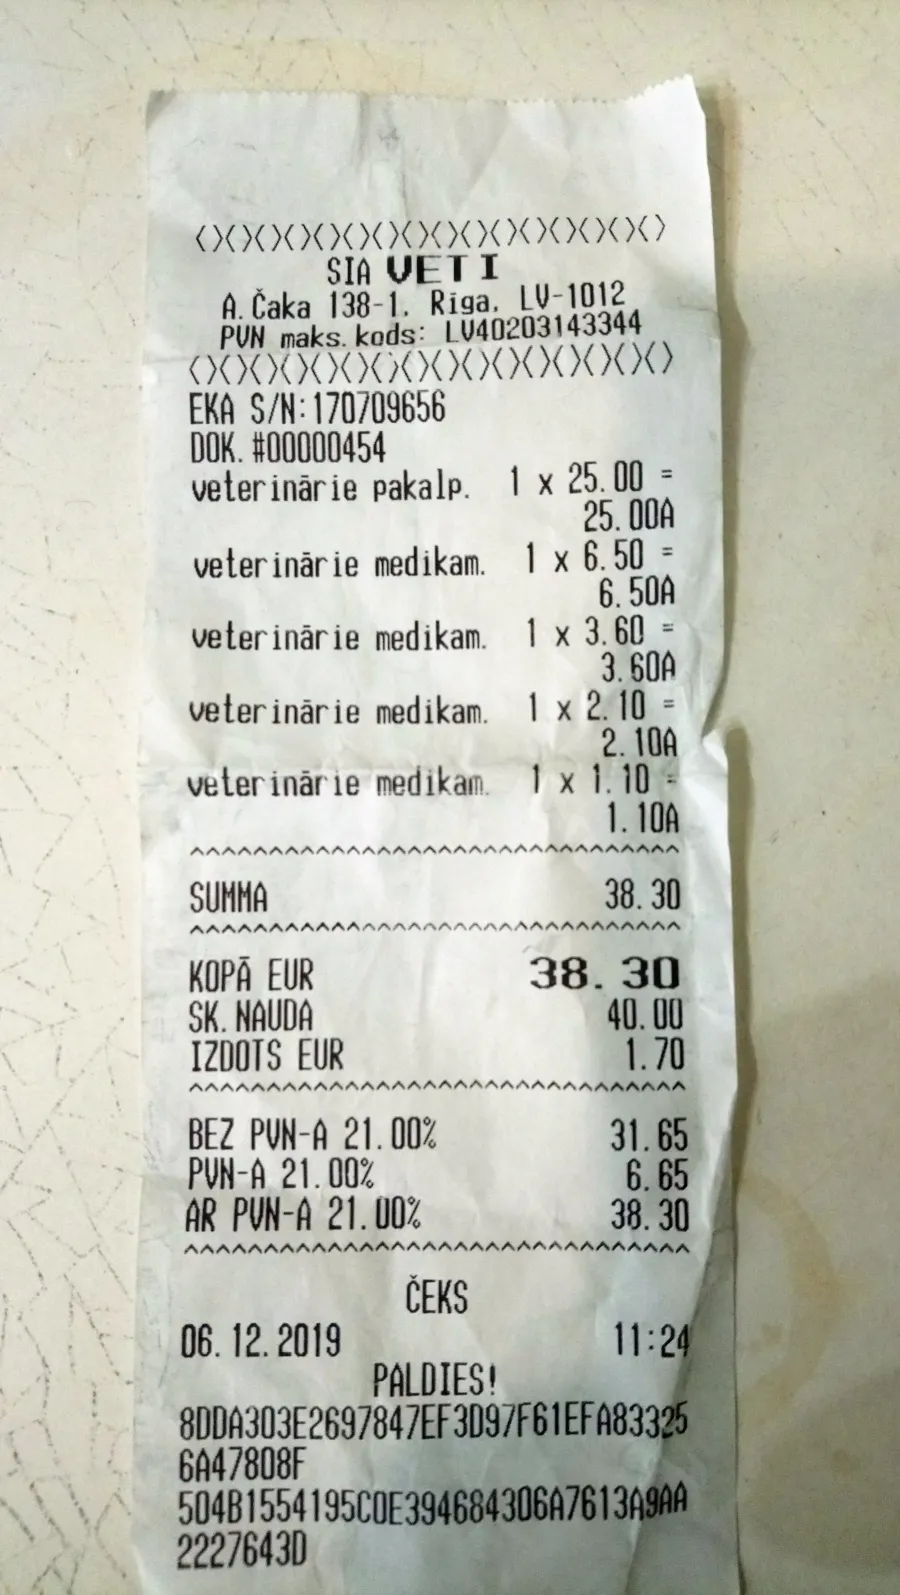 <><><><><><><><><><><><><><><><>
SIA VETI
A.Čaka 138-1, Rīga, LV-1012
PVN maks.kods: LV40203143344
<><><><><><><><><><><><><><><><>
EKA S/N:170709656
DOK.#00000454
veterinārie pakalp. 1 x 25.00 =
25.00A
veterinārie medikam. 1 x 6.50 =
6.50A
veterinārie medikam. 1 x 3.60 =
3.60A
veterinārie medikam. 1 x 2.10 =
2.10A
veterinārie medikam. 1 x 1.10 =
1.10A
^^^^^^^^^^^^^^^^^^^^^^^^^^^^^^^^
SUMMA 38.30
^^^^^^^^^^^^^^^^^^^^^^^^^^^^^^^^
KOPĀ EUR 38.30
SK.NAUDA 40.00
IZDOTS EUR 1.70
^^^^^^^^^^^^^^^^^^^^^^^^^^^^^^^^
BEZ PVN-A 21.00% 31.65
PVN-A 21.00% 6.65
AR PVN-A 21.00% 38.30
^^^^^^^^^^^^^^^^^^^^^^^^^^^^^^^^
ČEKS
06.12.2019 11:24
PALDIES!
8DDA303E2697847EF3D97F61EFA83325
6A47808F
504B1554195C0E394684306A7613A9AA
2227643D